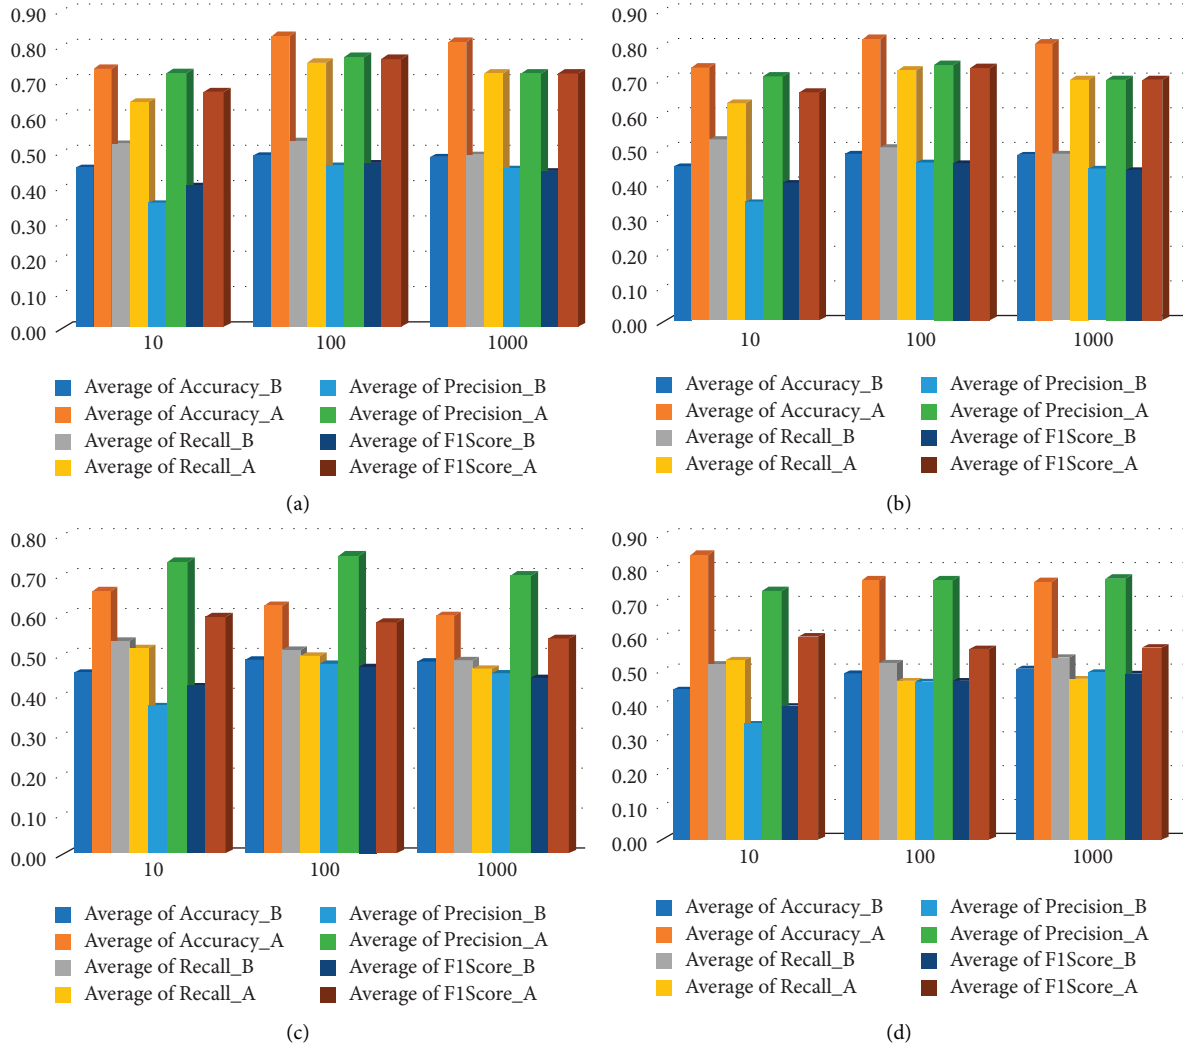 0.90
0.80
0.70
0.60
0.50
0.40
0.30
0.20
0.10
0.00
10 100 1000
Average of Accuracy_B Average of Precision_B
Average of Accuracy_A Average of Precision_A
Average of Recall_B Average of F1Score_B
Average of Recall_A Average of F1Score_A
(a)
0.90
0.80
0.70
0.60
0.50
0.40
0.30
0.20
0.10
0.00
10 100 1000
Average of Accuracy_B Average of Precision_B
Average of Accuracy_A Average of Precision_A
Average of Recall_B Average of F1Score_B
Average of Recall_A Average of F1Score_A
(b)
0.80
0.70
0.60
0.50
0.40
0.30
0.20
0.10
0.00
10 100 1000
Average of Accuracy_B Average of Precision_B
Average of Accuracy_A Average of Precision_A
Average of Recall_B Average of F1Score_B
Average of Recall_A Average of F1Score_A
(c)
0.90
0.80
0.70
0.60
0.50
0.40
0.30
0.20
0.10
0.00
10 100 1000
Average of Accuracy_B Average of Precision_B
Average of Accuracy_A Average of Precision_A
Average of Recall_B Average of F1Score_B
Average of Recall_A Average of F1Score_A
(d)